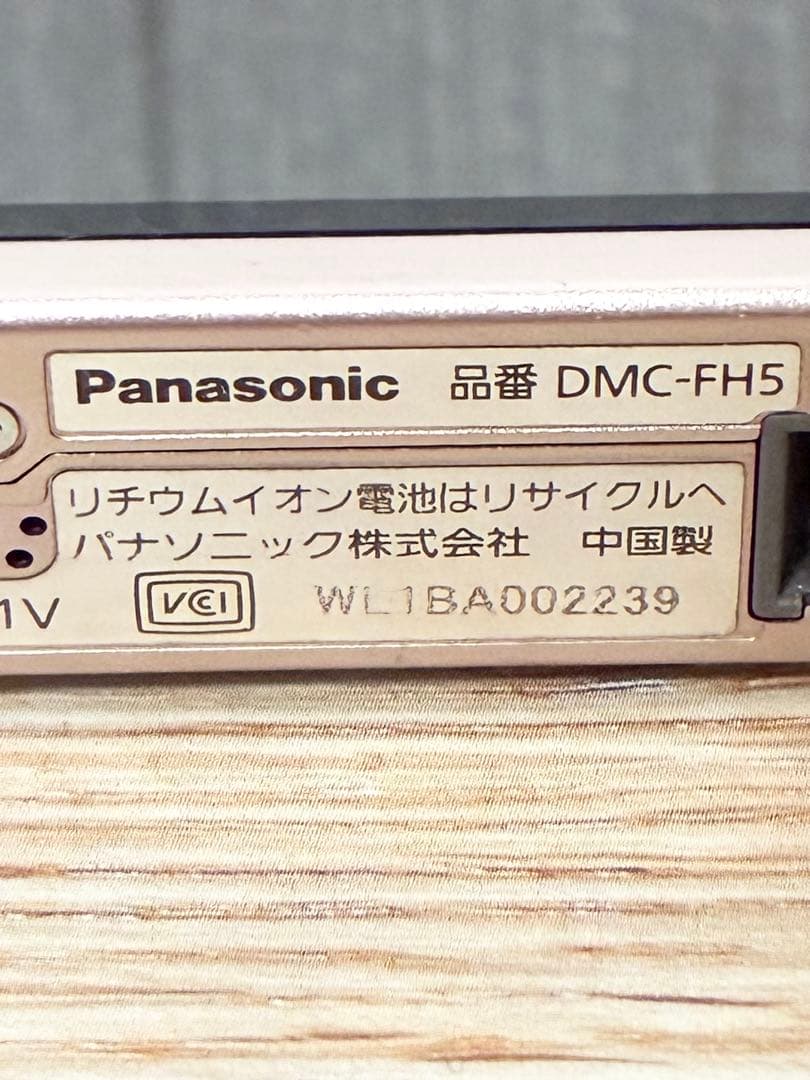 Panasonic 品番 DMC-FH5
リチウムイオン電池はリサイクルへ
パナソニック株式会社 中国製
1V VCCI WL1BA002239